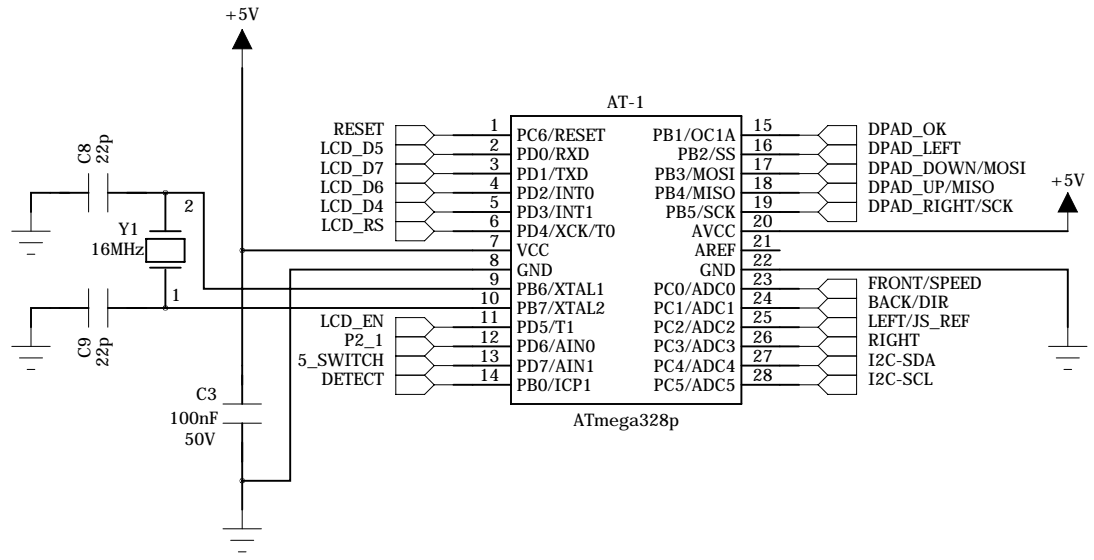 +5V
AT-1
RESET 1 PC6/RESET PB1/OC1A 15 DPAD_OK
LCD_D5 2 PD0/RXD PB2/SS 16 DPAD_LEFT
LCD_D7 3 PD1/TXD PB3/MOSI 17 DPAD_DOWN/MOSI
LCD_D6 4 PD2/INT0 PB4/MISO 18 DPAD_UP/MISO
LCD_D4 5 PD3/INT1 PB5/SCK 19 DPAD_RIGHT/SCK
LCD_RS 6 PD4/XCK/T0 AVCC 20
+5V
7 VCC AREF 21
8 GND GND 22
9 PB6/XTAL1 PC0/ADC0 23 FRONT/SPEED
10 PB7/XTAL2 PC1/ADC1 24 BACK/DIR
LCD_EN 11 PD5/T1 PC2/ADC2 25 LEFT/JS_REF
P2_1 12 PD6/AIN0 PC3/ADC3 26 RIGHT
5_SWITCH 13 PD7/AIN1 PC4/ADC4 27 I2C-SDA
DETECT 14 PB0/ICP1 PC5/ADC5 28 I2C-SCL
ATmega328p
C8
22p
2
Y1
16MHz
1
C9
22p
C3
100nF
50V